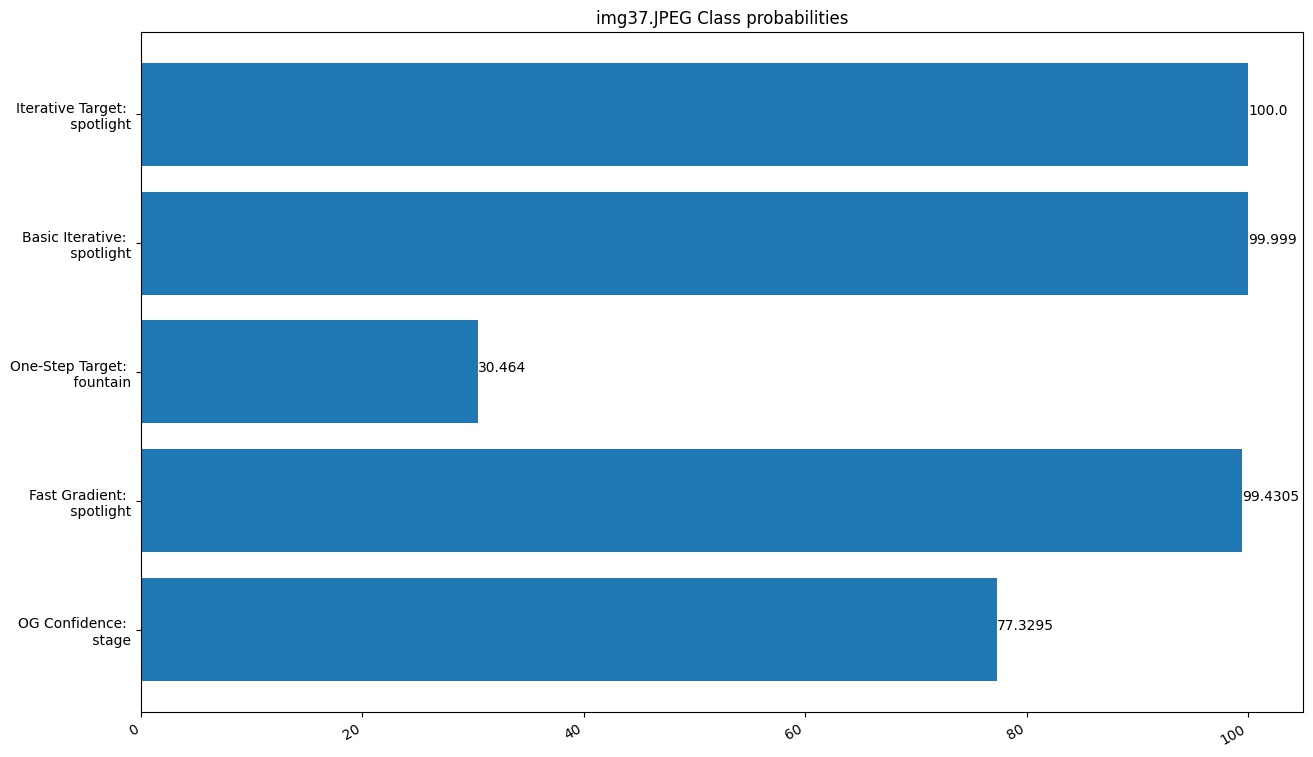 img37.JPEG Class probabilities
Iterative Target:
spotlight
100.0
Basic Iterative:
spotlight
99.999
One-Step Target:
fountain
30.464
Fast Gradient:
spotlight
99.4305
OG Confidence:
stage
77.3295
0
20
40
60
80
100